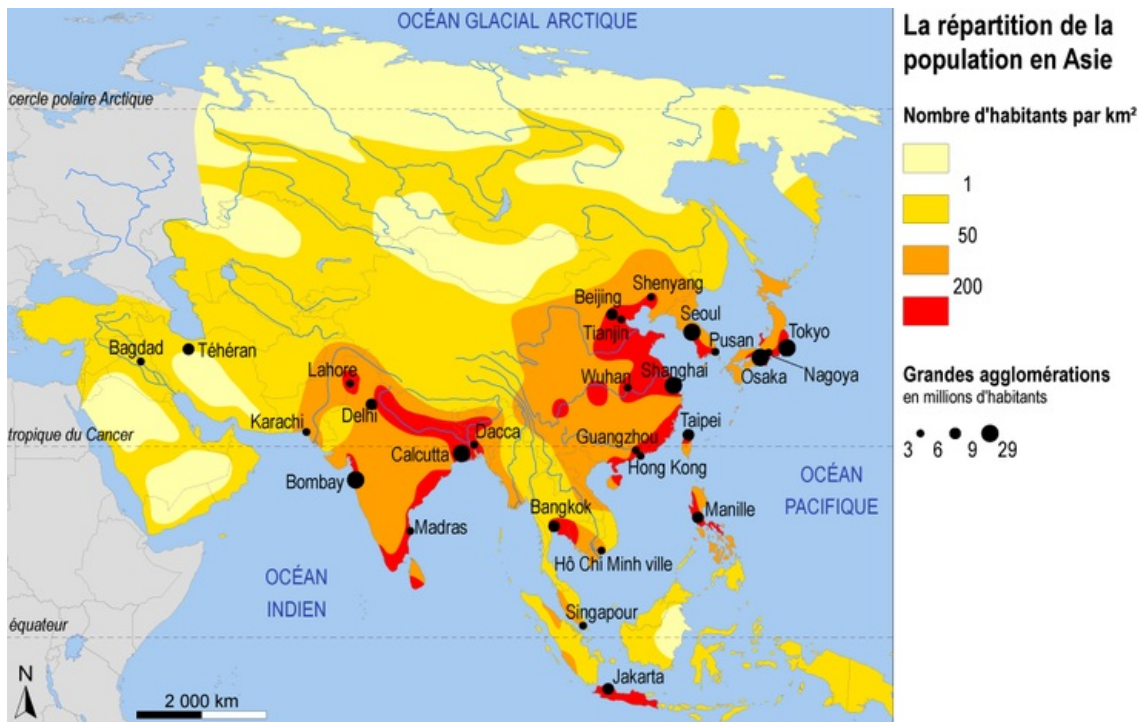 OCÉAN GLACIAL ARCTIQUE
cercle polaire Arctique
Shenyang
Beijing
Seoul
Tianjin
Pusan
Tokyo
Bagdad
Téhéran
Lahore
Wuhan
Shanghai
Osaka
Nagoya
Karachi
Delhi
tropique du Cancer
Dacca
Guangzhou
Taipei
Calcutta
Hong Kong
Bombay
OCÉAN
PACIFIQUE
Bangkok
Manille
Madras
Hô Chi Minh ville
OCÉAN
INDIEN
Singapour
équateur
N
Jakarta
2 000 km
La répartition de la
population en Asie
Nombre d'habitants par km²
1
50
200
Grandes agglomérations
en millions d'habitants
3 6 9 29